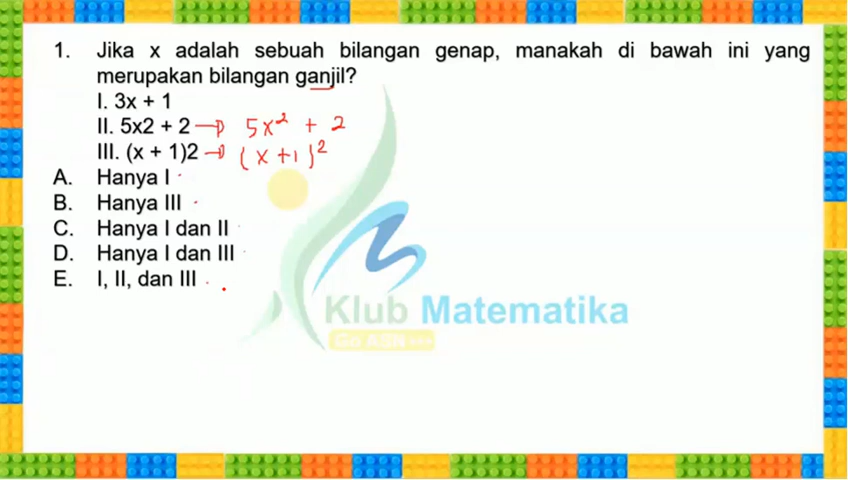 1. Jika x adalah sebuah bilangan genap, manakah di bawah ini yang
merupakan bilangan ganjil?
I. 3x + 1
II. 5x2 + 2 → 5x² + 2
III. (x + 1)2 → (x + 1)²
A. Hanya I
B. Hanya III
C. Hanya I dan II
D. Hanya I dan III
E. I, II, dan III
Klub Matematika
Go ASN